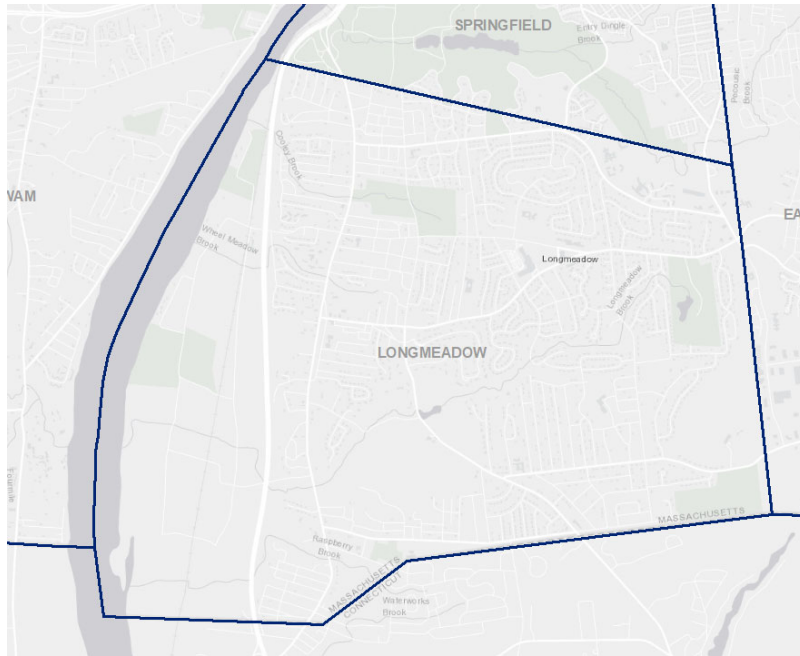 SPRINGFIELD
Entry Dingle
Brook
Pecousic
Brook
Cooley Brook
WAM
EA
Wheel Meadow
Brook
Longmeadow
Longmeadow
Brook
LONGMEADOW
MASSACHUSETTS
Raspberry
Brook
MASSACHUSETTS
CONNECTICUT
Waterworks
Brook